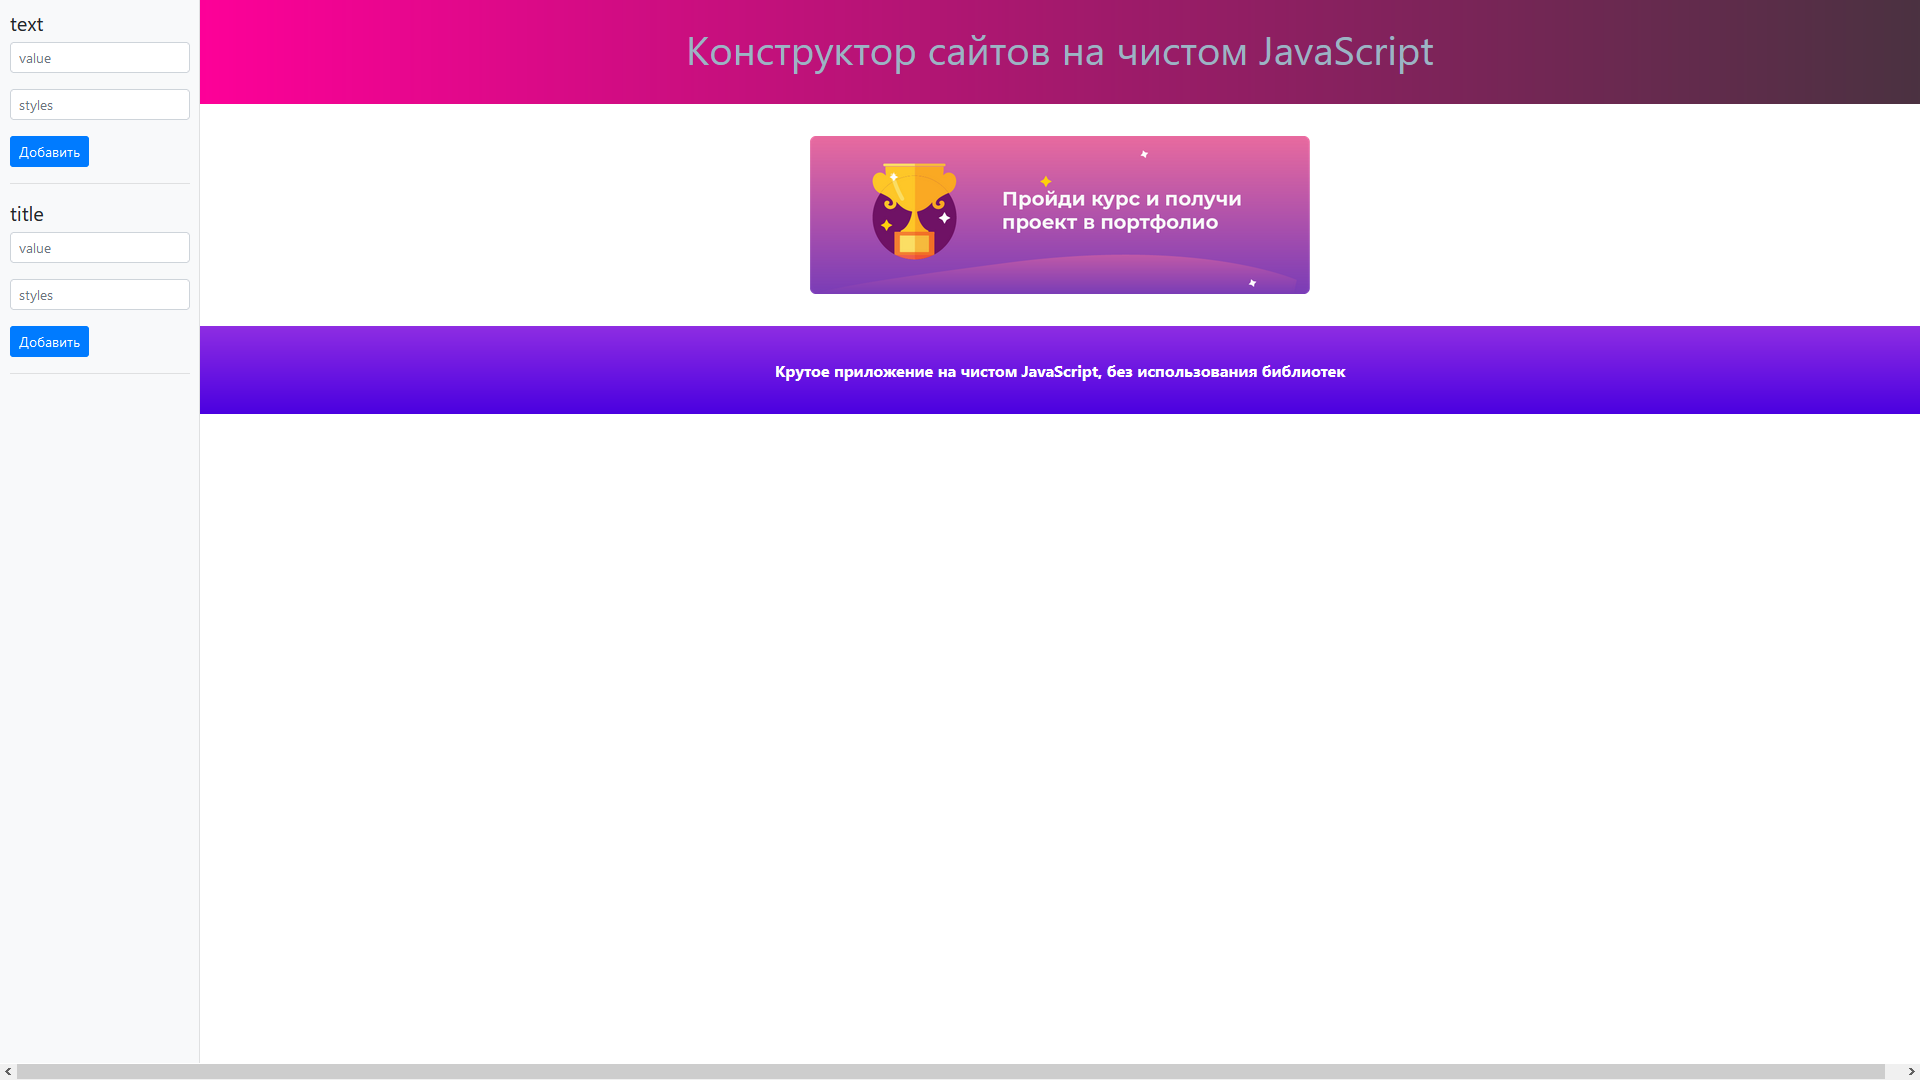 text
value
styles
Добавить
title
value
styles
Добавить
Конструктор сайтов на чистом JavaScript
Пройди курс и получи
проект в портфолио
Крутое приложение на чистом JavaScript, без использования библиотек